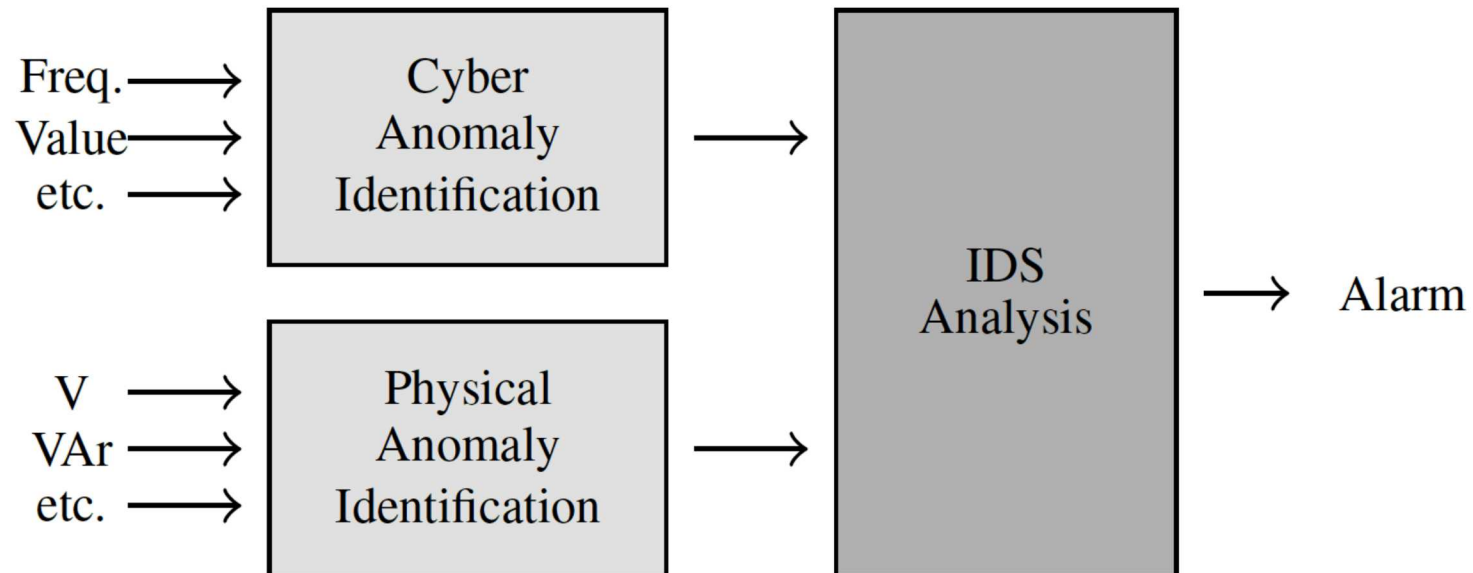 Freq.
Value
etc.
Cyber
Anomaly
Identification
V
VAr
etc.
Physical
Anomaly
Identification
IDS
Analysis
Alarm